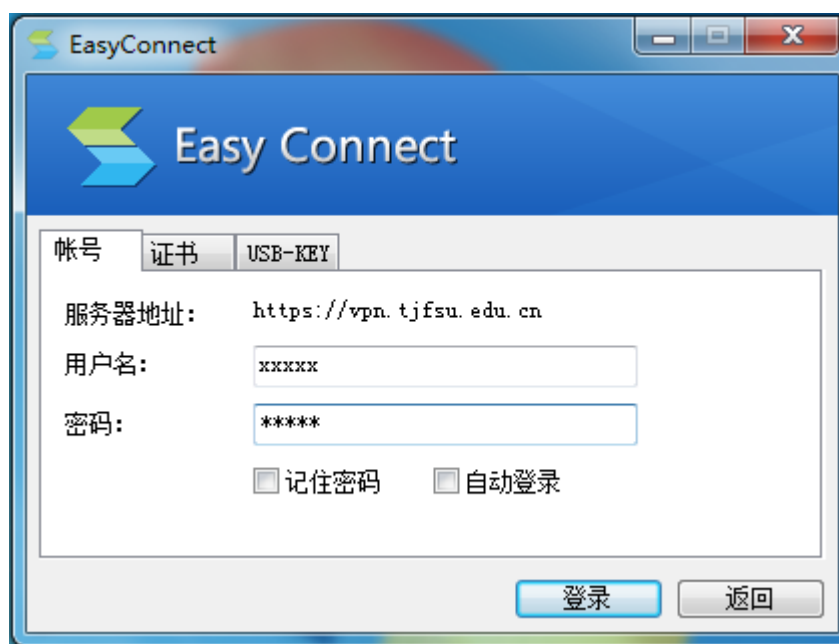 EasyConnect
Easy Connect
帐号 证书 USB-KEY
服务器地址: https://vpn.tjfsu.edu.cn
用户名: xxxxx
密码: *****
记住密码 自动登录
登录 返回